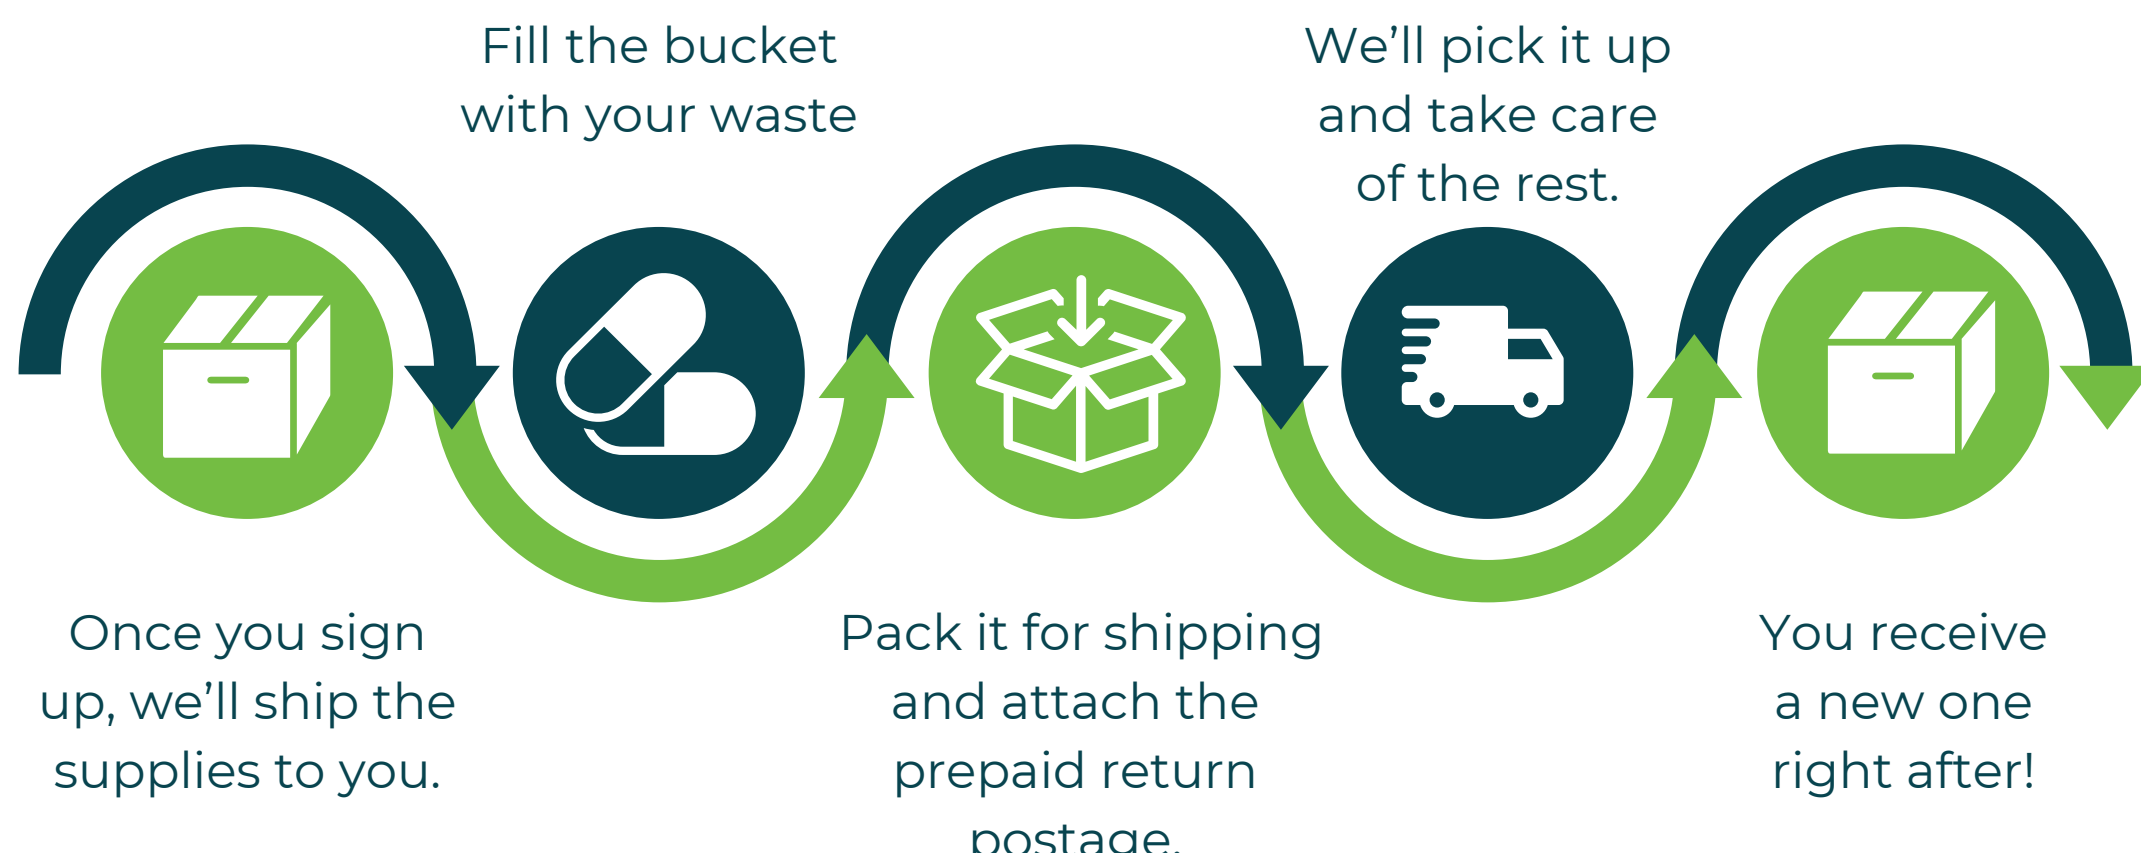 Once you sign
up, we’ll ship the
supplies to you.
Fill the bucket
with your waste
Pack it for shipping
and attach the
prepaid return
postage.
We’ll pick it up
and take care
of the rest.
You receive
a new one
right after!